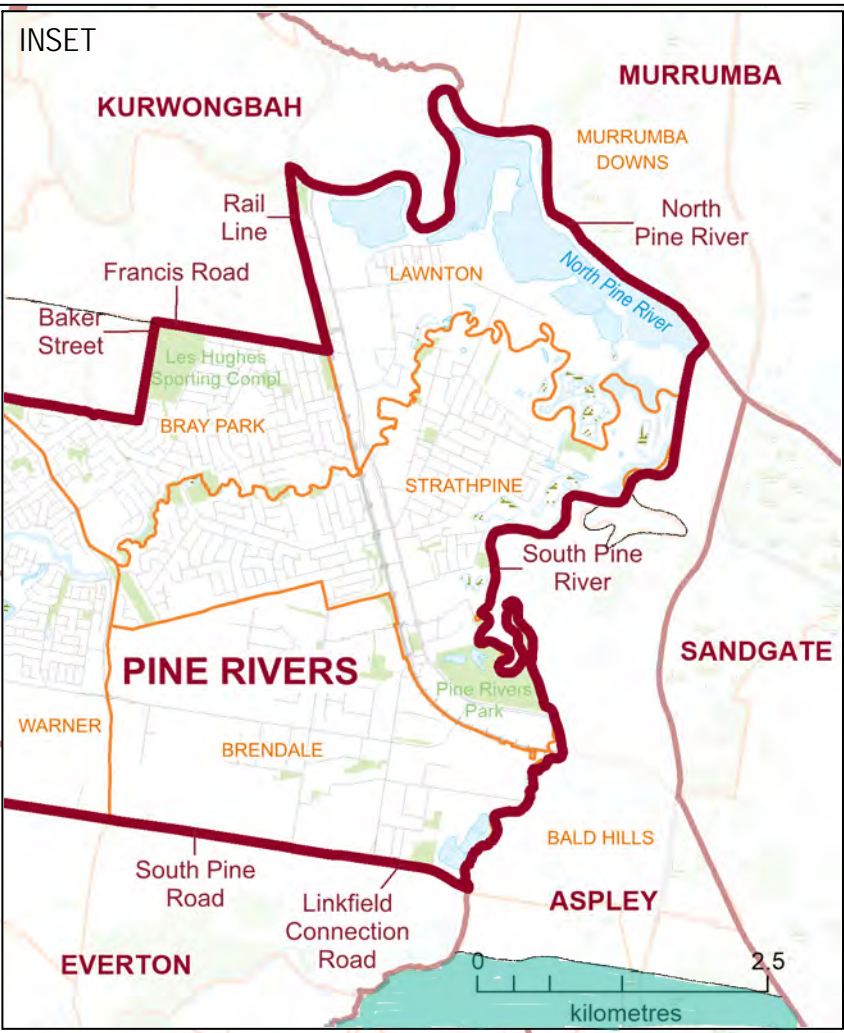 INSET
MURRUMBA
KURWONGBAH
MURRUMBA
DOWNS
Rail
Line
North
Pine River
Francis Road
LAWNTON
North Pine River
Baker
Street
Les Hughes
Sporting Compl
BRAY PARK
STRATHPINE
South Pine
River
SANDGATE
PINE RIVERS
Pine Rivers
Park
WARNER
BRENDALE
BALD HILLS
South Pine
Road
Linkfield
Connection
Road
ASPLEY
EVERTON
0
2.5
kilometres